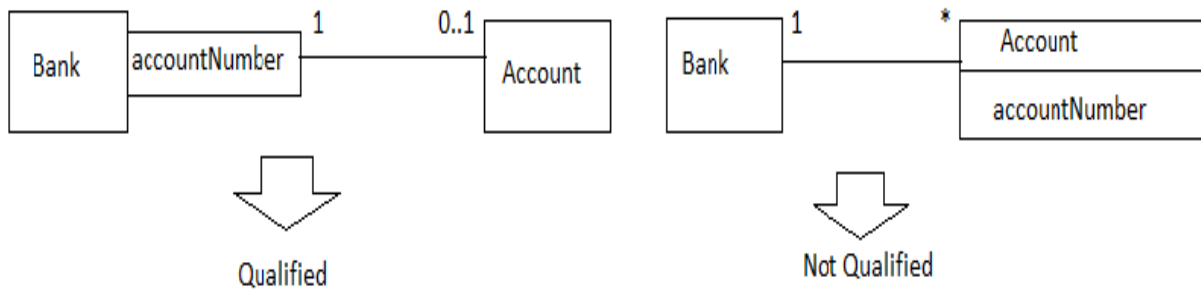 1 0..1
Bank accountNumber Account
Qualified
1 *
Bank Account
accountNumber
Not Qualified